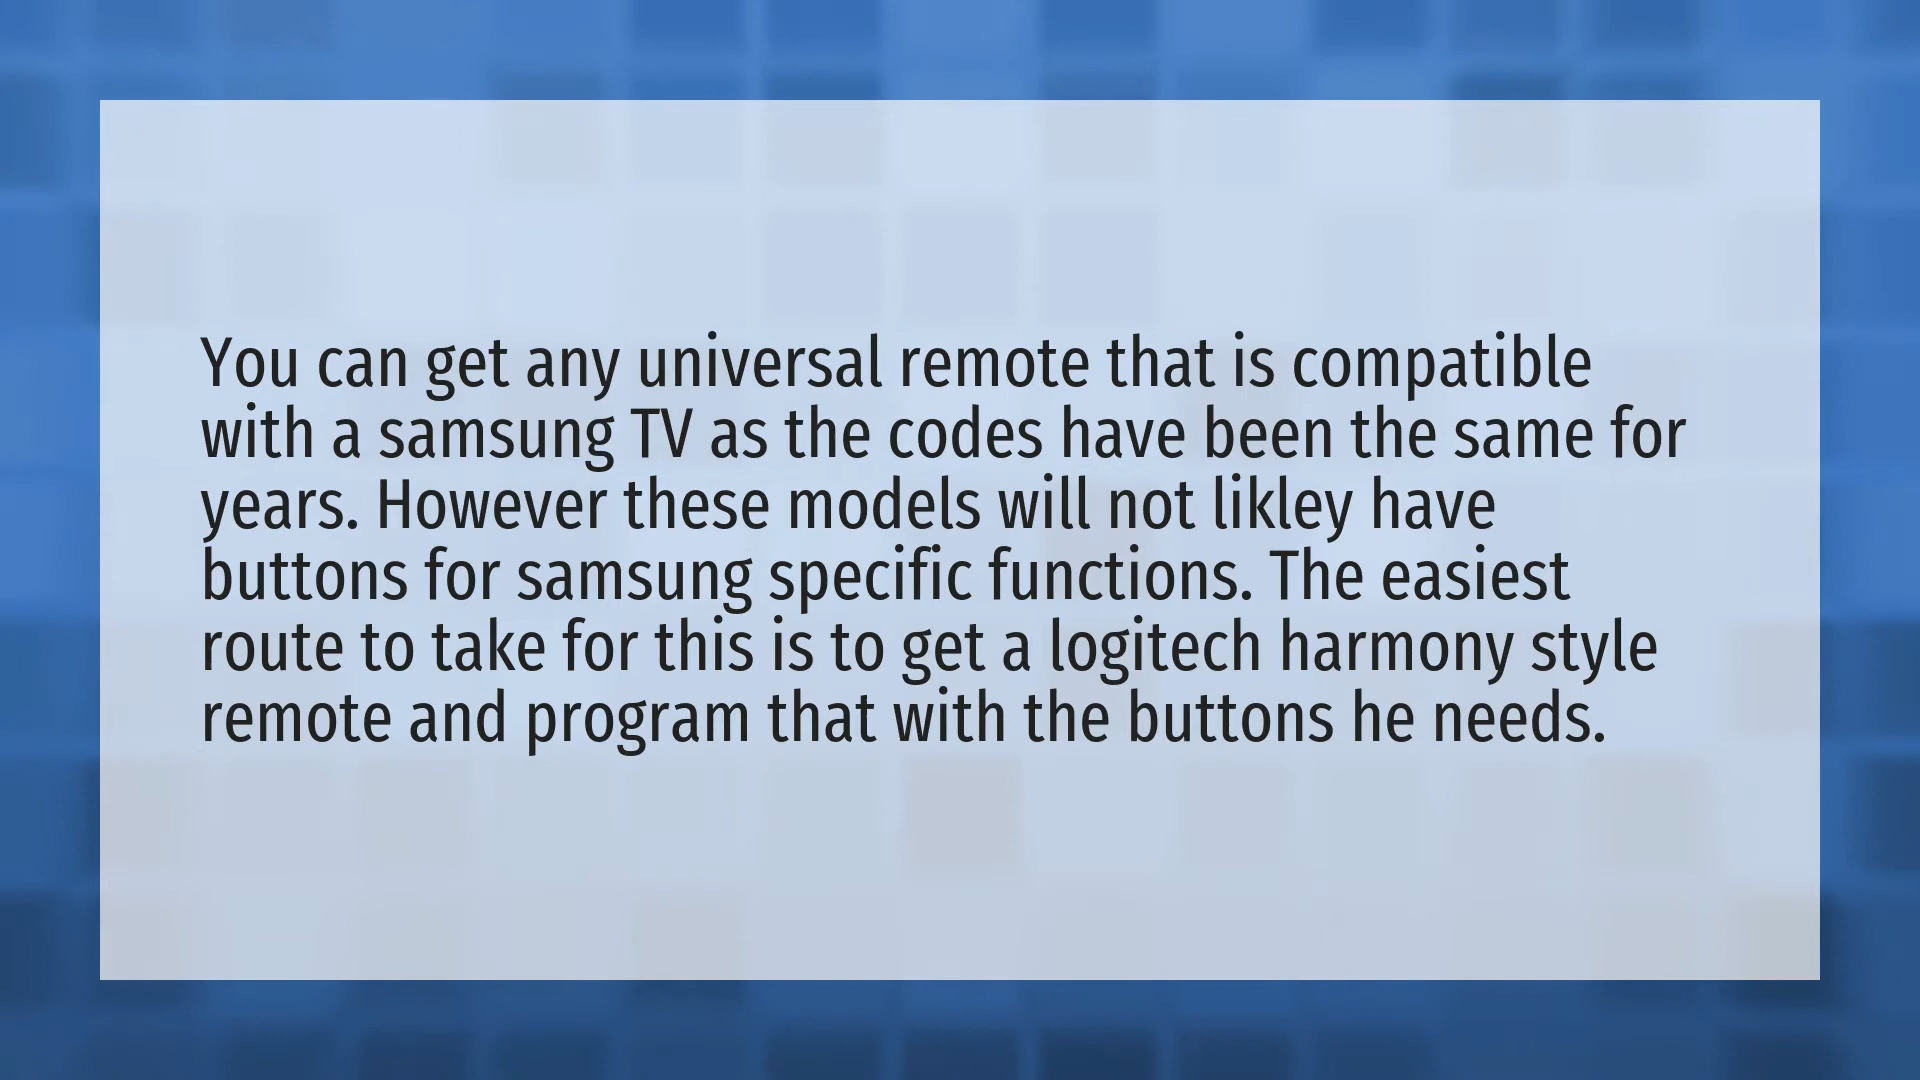 You can get any universal remote that is compatible
with a samsung TV as the codes have been the same for
years. However these models will not likley have
buttons for samsung specific functions. The easiest
route to take for this is to get a logitech harmony style
remote and program that with the buttons he needs.